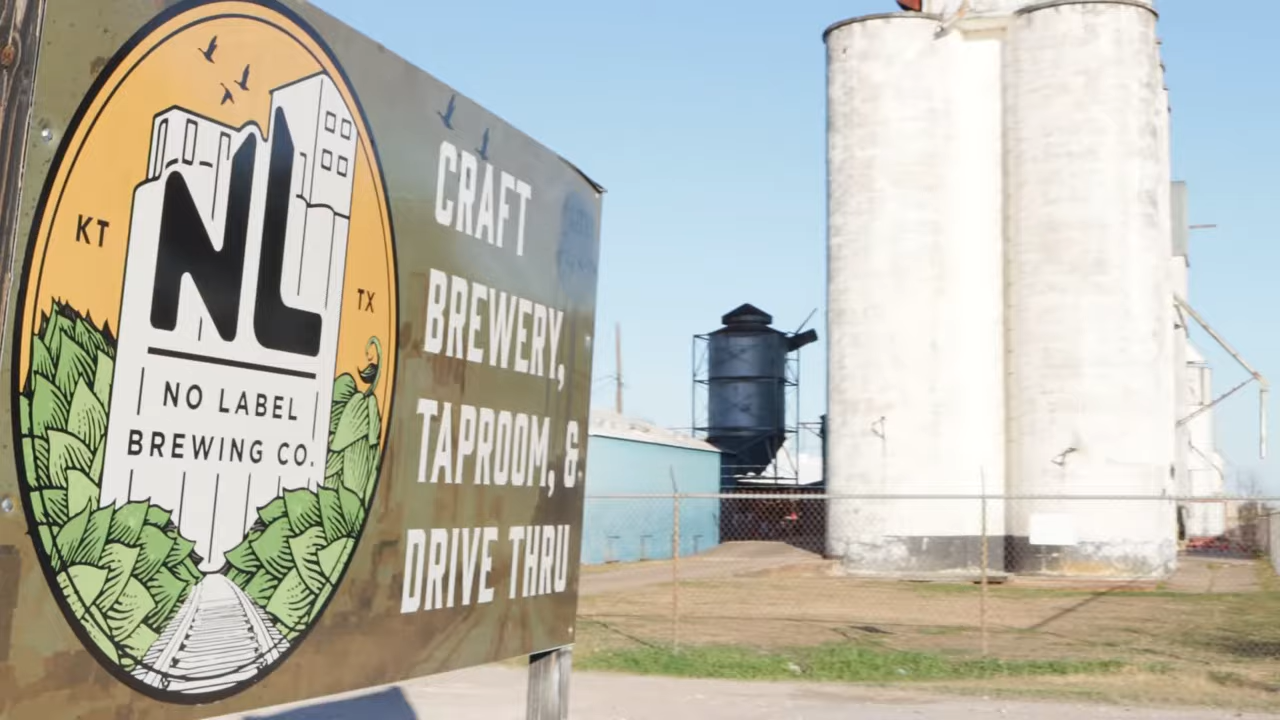 KT
NL
TX
NO LABEL
BREWING CO.
CRAFT
BREWERY,
TAPROOM, &
DRIVE THRU